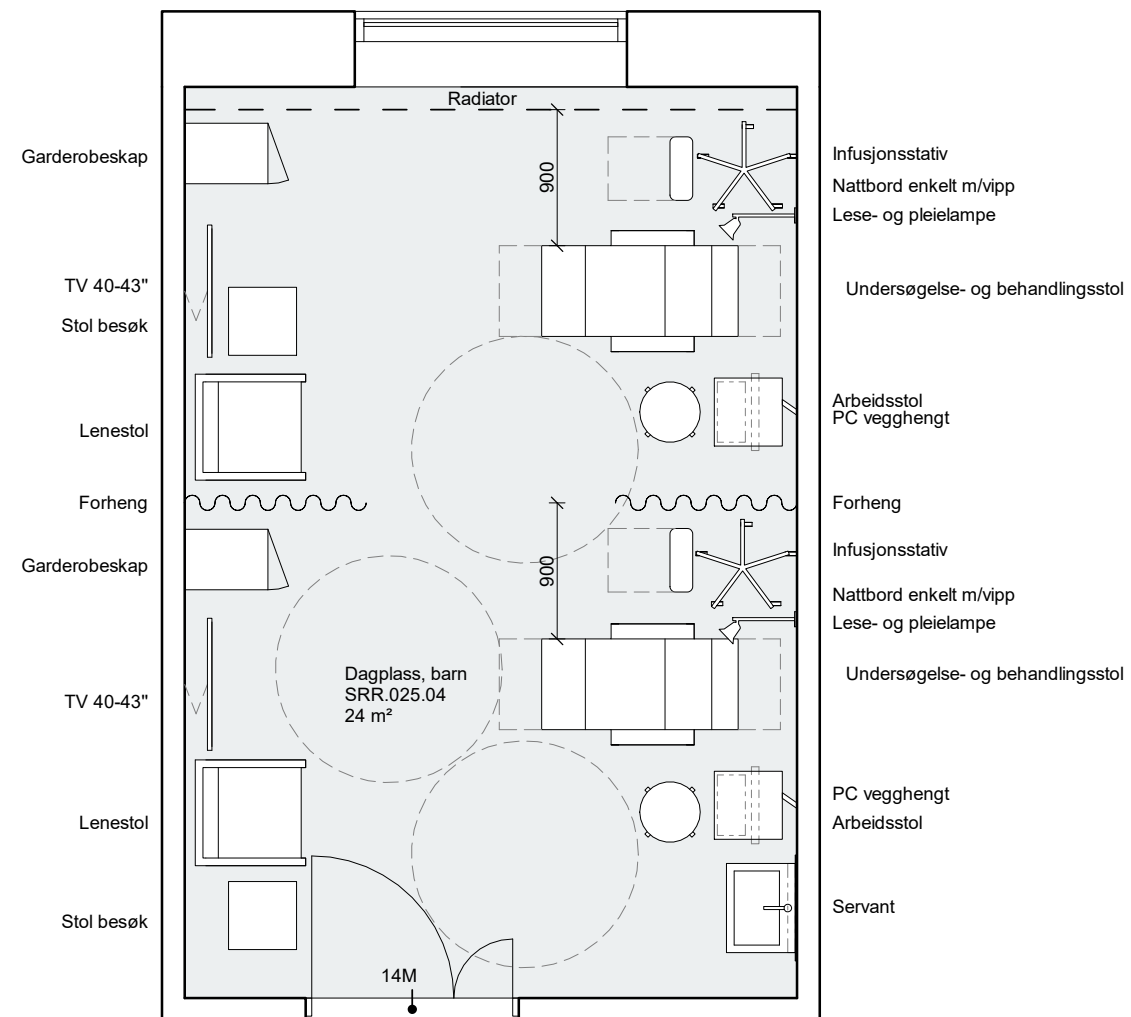 Radiator
Garderobeskap
TV 40-43"
Stol besøk
Lenestol
Forheng
Garderobeskap
TV 40-43"
Lenestol
Stol besøk
900
900
Dagplass, barn
SRR.025.04
24 m²
14M
Infusjonsstativ
Nattbord enkelt m/vipp
Lese- og pleielampe
Undersøgelse- og behandlingsstol
Arbeidsstol
PC vegghengt
Forheng
Infusjonsstativ
Nattbord enkelt m/vipp
Lese- og pleielampe
Undersøgelse- og behandlingsstol
PC vegghengt
Arbeidsstol
Servant